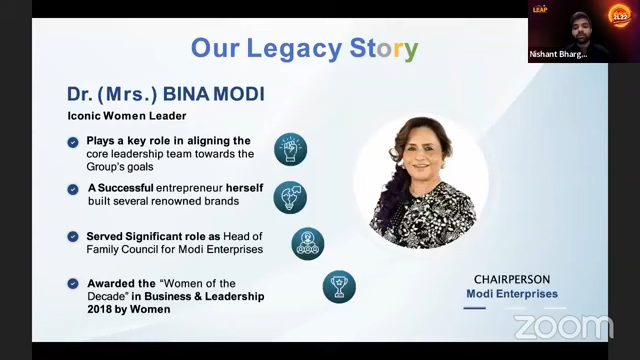 Our Legacy Story
Dr. (Mrs.) BINA MODI
Iconic Women Leader
Plays a key role in aligning the
core leadership team towards the
Group's goals
A Successful entrepreneur herself
built several renowned brands
Served Significant role as Head of
Family Council for Modi Enterprises
Awarded the "Women of the
Decade" in Business & Leadership
2018 by Women
CHAIRPERSON
Modi Enterprises
LEAP
2L22
Nishant Bharg...
zoom